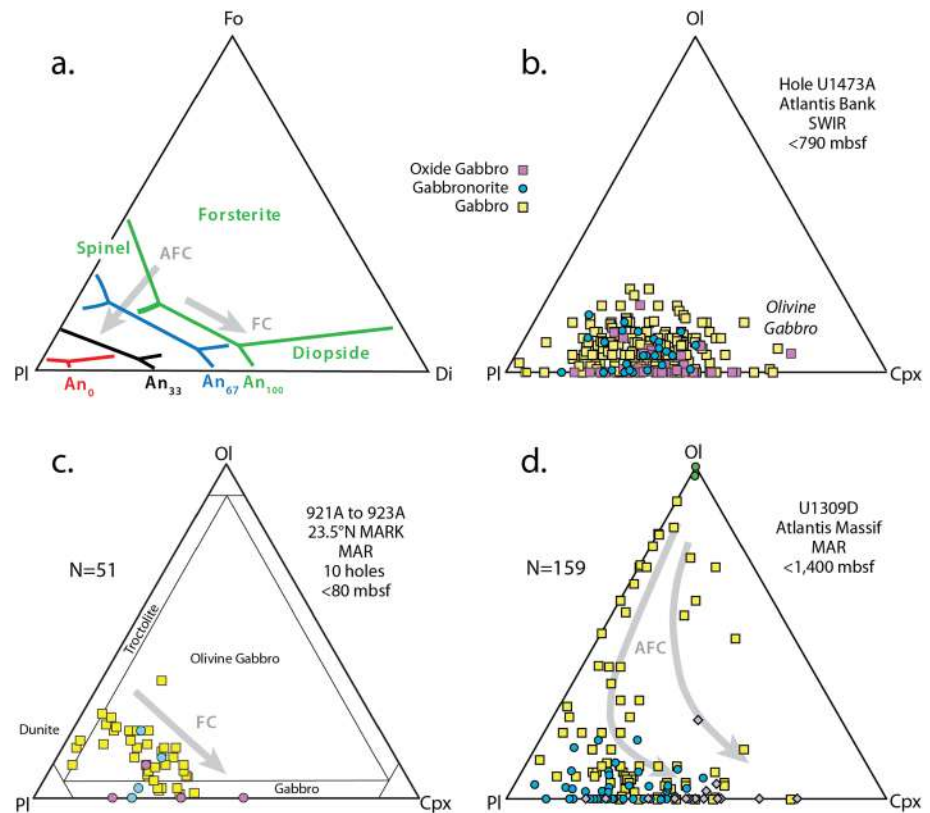 a.
Fo
Forsterite
Spinel
AFC
FC
Diopside
Pl
Di
An0
An33
An67
An100
b.
Ol
Hole U1473A
Atlantis Bank
SWIR
<790 mbsf
Oxide Gabbro
Gabbronorite
Gabbro
Olivine
Gabbro
Pl
Cpx
c.
Ol
921A to 923A
23.5°N MARK
MAR
10 holes
<80 mbsf
N=51
Troctolite
Olivine Gabbro
Dunite
FC
Gabbro
Pl
Cpx
d.
Ol
U1309D
Atlantis Massif
MAR
<1,400 mbsf
N=159
AFC
Pl
Cpx